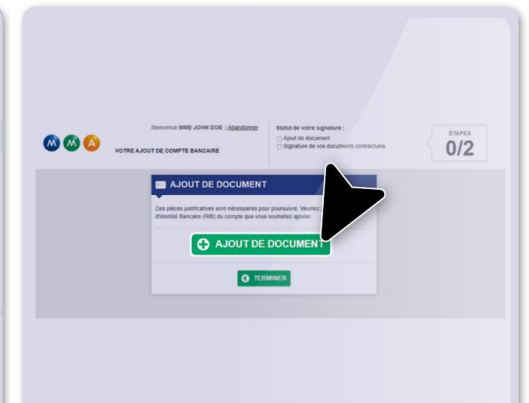 Bienvenue MME JOHN DOE | Abandonner
VOTRE AJOUT DE COMPTE BANCAIRE
Statut de votre signature :
Ajout de document
Signature de vos documents contractuels
ÉTAPES
0/2
MMA
AJOUT DE DOCUMENT
Des pièces justificatives sont nécessaires pour poursuivre. Veuillez
d'Identité Bancaire (RIB) du compte que vous souhaitez ajouter.
AJOUT DE DOCUMENT
TERMINER